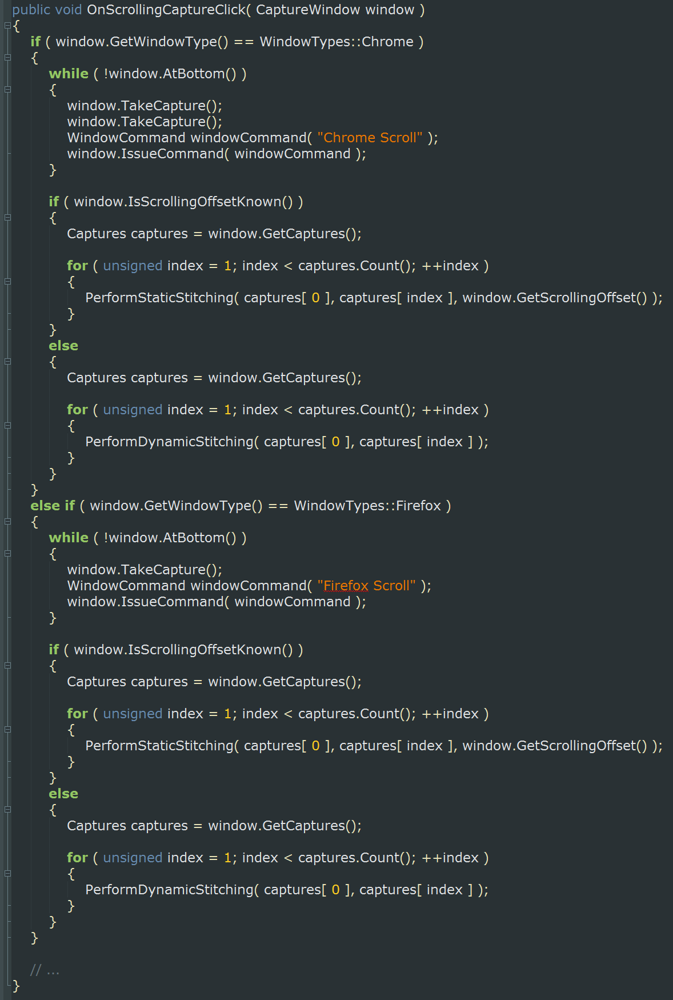 public void OnScrollingCaptureClick( CaptureWindow window )
{
if ( window.GetWindowType() == WindowTypes::Chrome )
{
while ( !window.AtBottom() )
{
window.TakeCapture();
window.TakeCapture();
WindowCommand windowCommand( "Chrome Scroll" );
window.IssueCommand( windowCommand );
}
if ( window.IsScrollingOffsetKnown() )
{
Captures captures = window.GetCaptures();
for ( unsigned index = 1; index < captures.Count(); ++index )
{
PerformStaticStitching( captures[ 0 ], captures[ index ], window.GetScrollingOffset() );
}
}
else
{
Captures captures = window.GetCaptures();
for ( unsigned index = 1; index < captures.Count(); ++index )
{
PerformDynamicStitching( captures[ 0 ], captures[ index ] );
}
}
}
else if ( window.GetWindowType() == WindowTypes::Firefox )
{
while ( !window.AtBottom() )
{
window.TakeCapture();
WindowCommand windowCommand( "Firefox Scroll" );
window.IssueCommand( windowCommand );
}
if ( window.IsScrollingOffsetKnown() )
{
Captures captures = window.GetCaptures();
for ( unsigned index = 1; index < captures.Count(); ++index )
{
PerformStaticStitching( captures[ 0 ], captures[ index ], window.GetScrollingOffset() );
}
}
else
{
Captures captures = window.GetCaptures();
for ( unsigned index = 1; index < captures.Count(); ++index )
{
PerformDynamicStitching( captures[ 0 ], captures[ index ] );
}
}
}
// ...
}